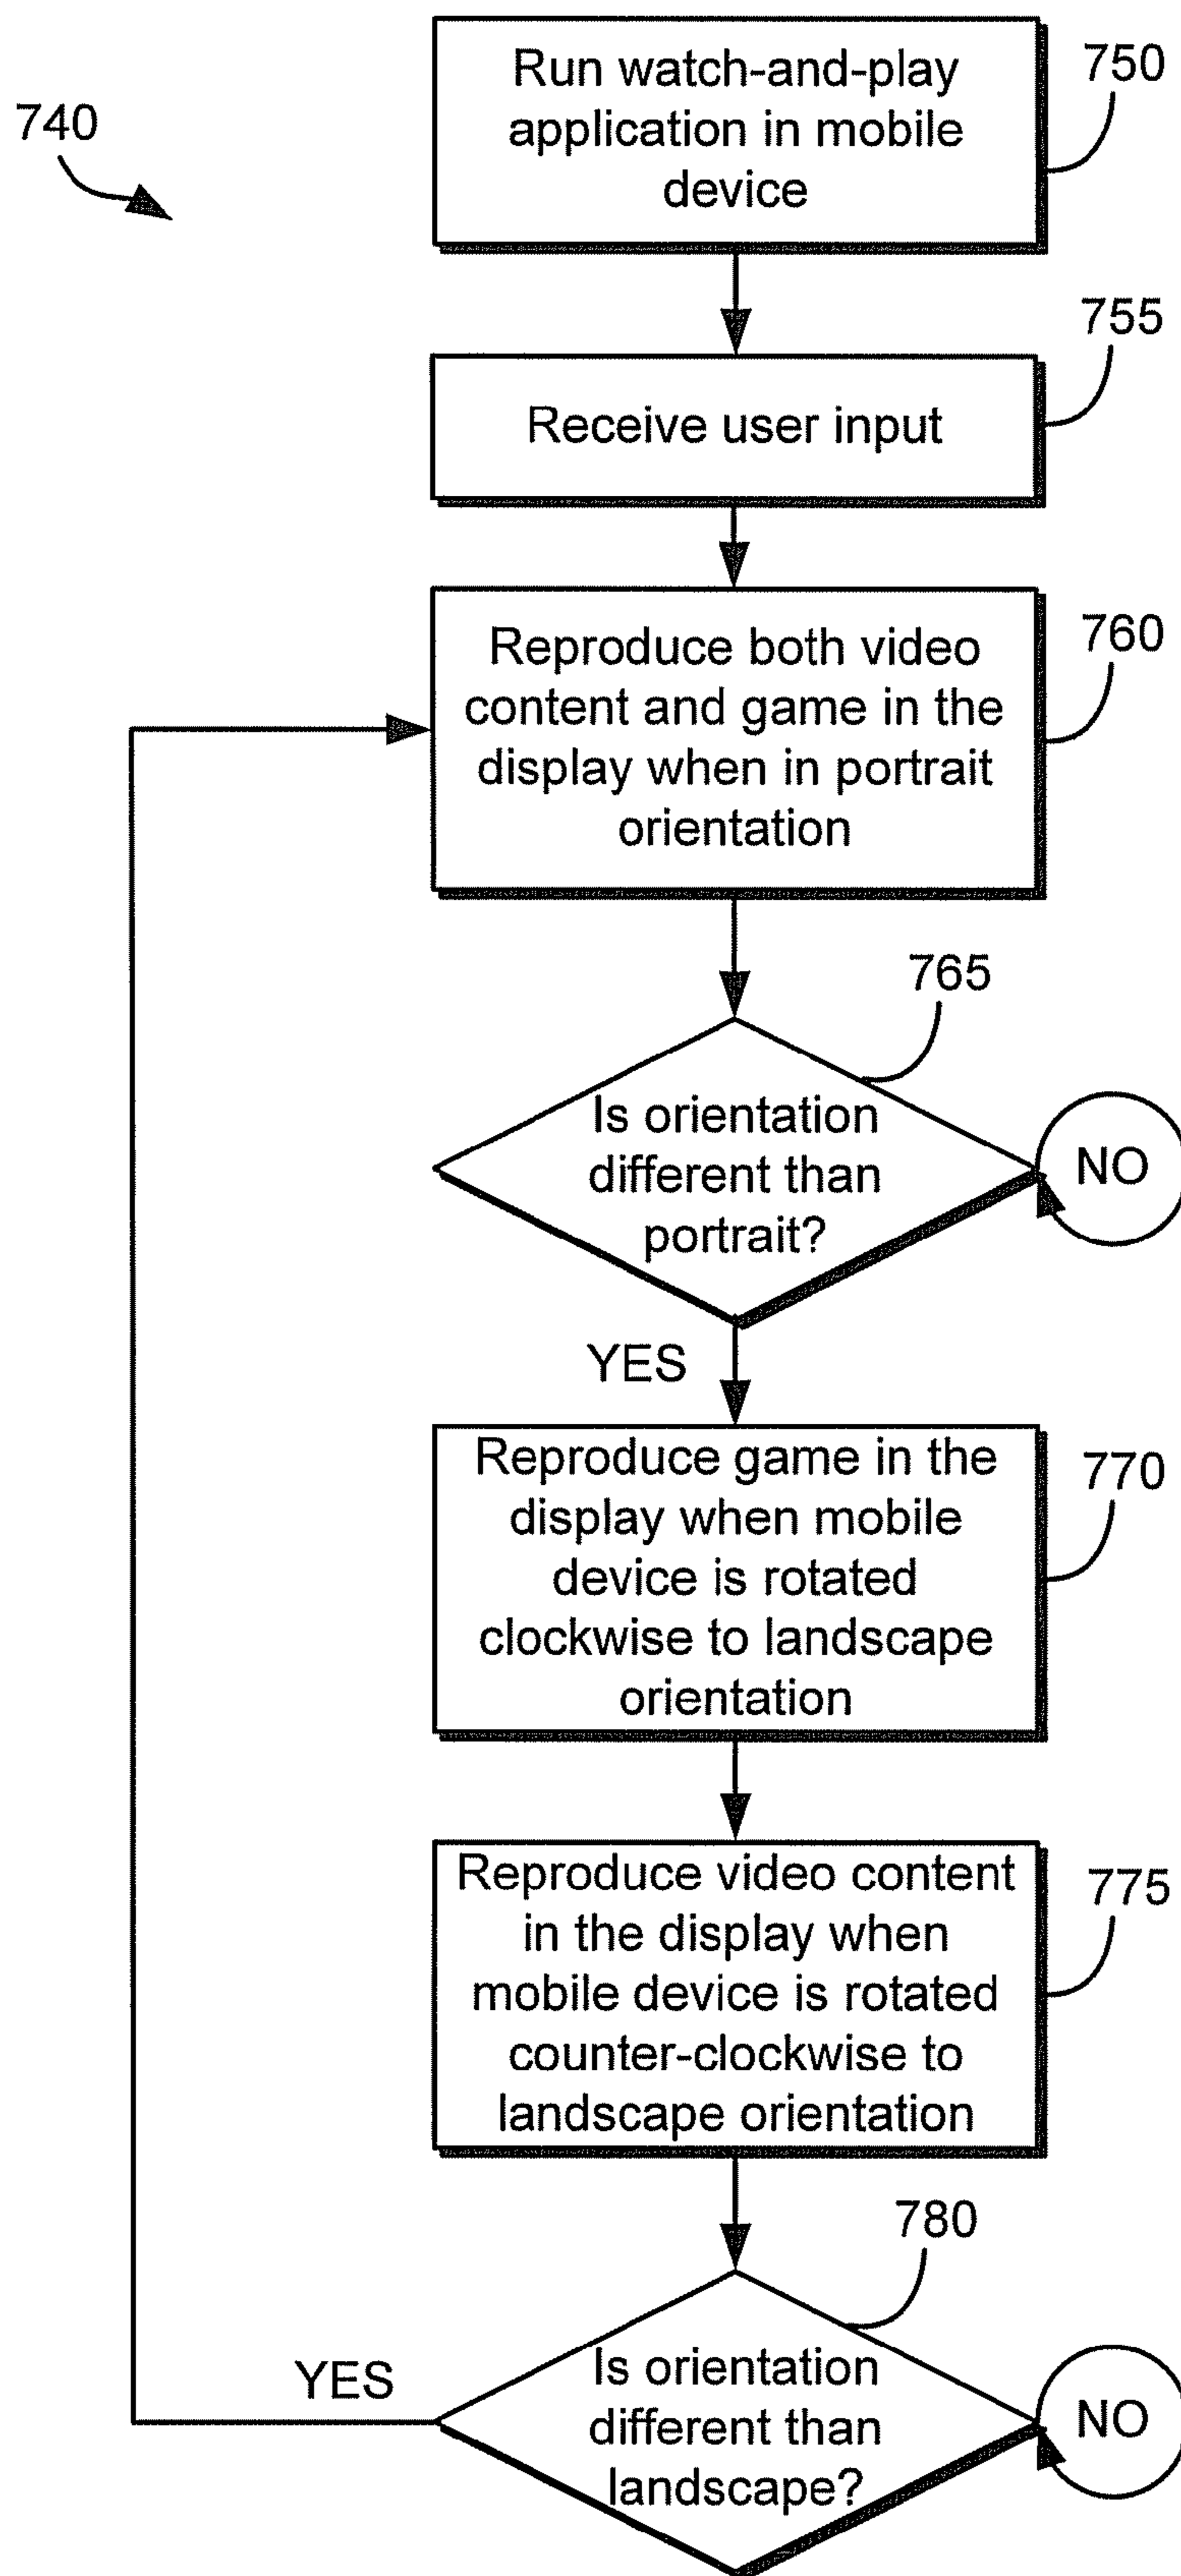 740
Run watch-and-play
application in mobile
device
750
Receive user input
755
Reproduce both video
content and game in the
display when in portrait
orientation
760
765
Is orientation
different than
portrait?
NO
YES
Reproduce game in the
display when mobile
device is rotated
clockwise to landscape
orientation
770
Reproduce video content
in the display when
mobile device is rotated
counter-clockwise to
landscape orientation
775
780
Is orientation
different than
landscape?
YES
NO